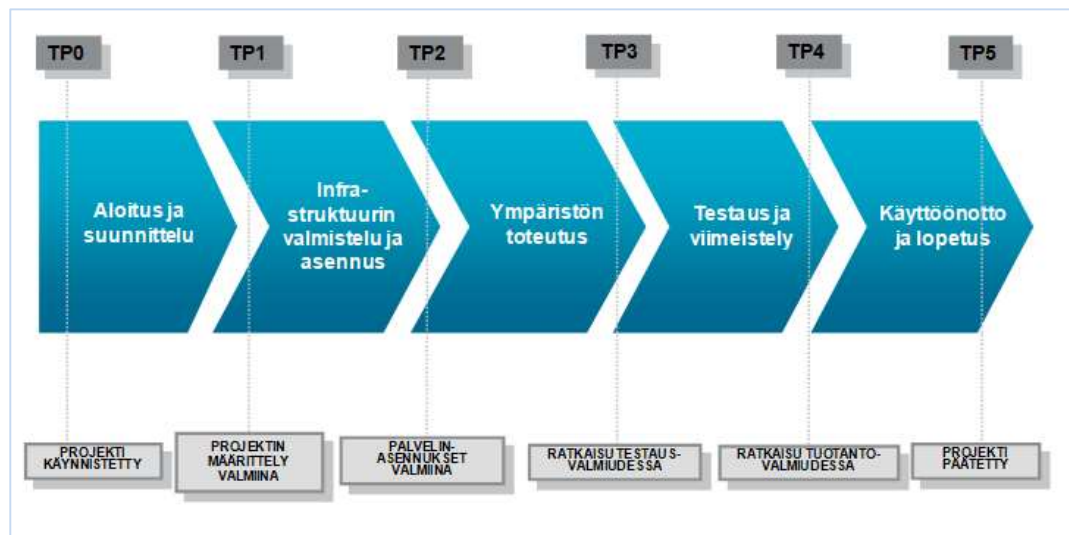 TP0
TP1
TP2
TP3
TP4
TP5
Aloitus ja
suunnittelu
Infra-
struktuurin
valmistelu ja
asennus
Ympäristön
toteutus
Testaus ja
viimeistely
Käyttöönotto
ja lopetus
PROJEKTI
KÄYNNISTETTY
PROJEKTIN
MÄÄRITTELY
VALMIINA
PALVELIN-
ASENNUKSET
VALMIINA
RATKAISU TESTAUS-
VALMIUDESSA
RATKAISU TUOTANTO-
VALMIUDESSA
PROJEKTI
PÄÄTETTY